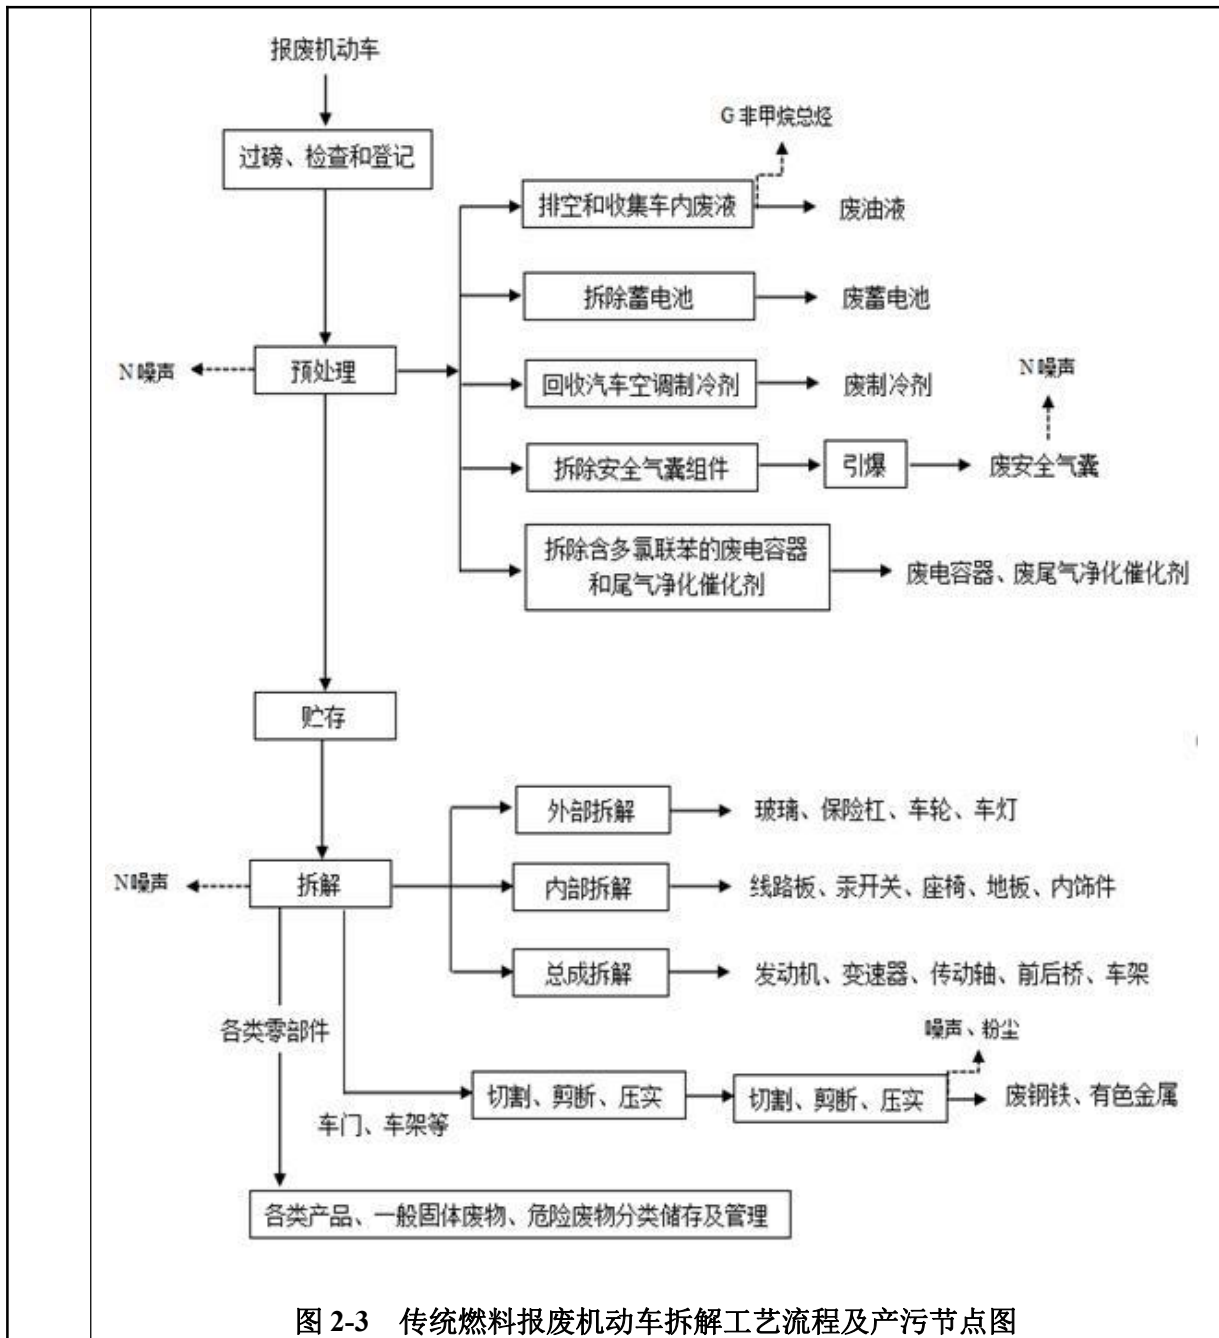 报废机动车
过磅、检查和登记
G 非甲烷总烃
排空和收集车内废液
废油液
拆除蓄电池
废蓄电池
N 噪声
预处理
回收汽车空调制冷剂
废制冷剂
N 噪声
拆除安全气囊组件
引爆
废安全气囊
拆除含多氯联苯的废电容器
和尾气净化催化剂
废电容器、废尾气净化催化剂
贮存
外部拆解
玻璃、保险杠、车轮、车灯
N噪声
拆解
内部拆解
线路板、汞开关、座椅、地板、内饰件
总成拆解
发动机、变速器、传动轴、前后桥、车架
各类零部件
噪声、粉尘
切割、剪断、压实
切割、剪断、压实
废钢铁、有色金属
车门、车架等
各类产品、一般固体废物、危险废物分类储存及管理
图 2-3 传统燃料报废机动车拆解工艺流程及产污节点图